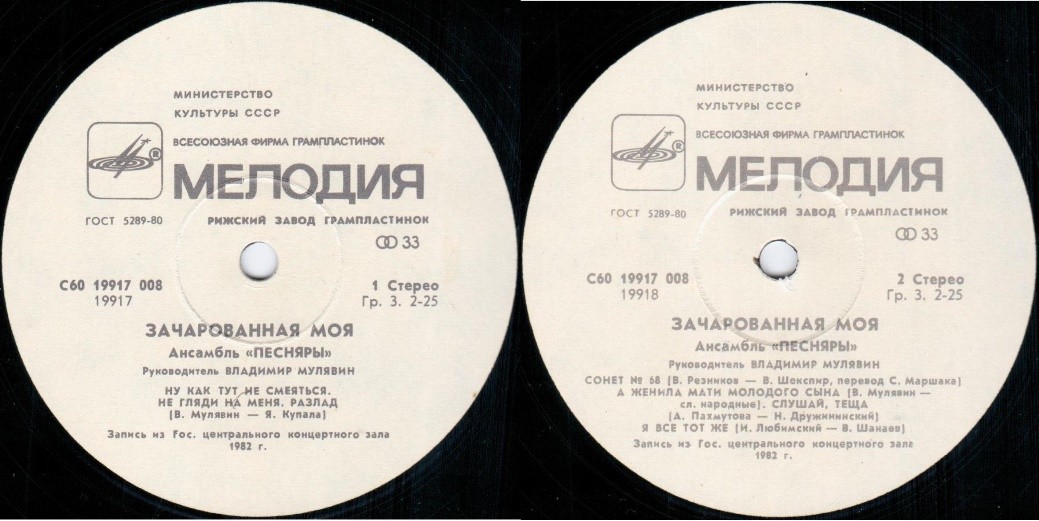 МИНИСТЕРСТВО
КУЛЬТУРЫ СССР
ВСЕСОЮЗНАЯ ФИРМА ГРАМПЛАСТИНОК
®
МЕЛОДИЯ
ГОСТ 5289-80
РИЖСКИЙ ЗАВОД ГРАМПЛАСТИНОК
33
С60 19917 008
1 Стерео
19917
Гр. 3. 2-25
ЗАЧАРОВАННАЯ МОЯ
Ансамбль «ПЕСНЯРЫ»
Руководитель ВЛАДИМИР МУЛЯВИН
НУ КАК ТУТ НЕ СМЕЯТЬСЯ.
НЕ ГЛЯДИ НА МЕНЯ. РАЗЛАД
(В. Мулявин — Я. Купала)
Запись из Гос. центрального концертного зала
1982 г.
МИНИСТЕРСТВО
КУЛЬТУРЫ СССР
ВСЕСОЮЗНАЯ ФИРМА ГРАМПЛАСТИНОК
®
МЕЛОДИЯ
ГОСТ 5289-80
РИЖСКИЙ ЗАВОД ГРАМПЛАСТИНОК
33
С60 19917 008
2 Стерео
19918
Гр. 3. 2-25
ЗАЧАРОВАННАЯ МОЯ
Ансамбль «ПЕСНЯРЫ»
Руководитель ВЛАДИМИР МУЛЯВИН
СОНЕТ № 68 (В. Резников — В. Шекспир, перевод С. Маршака)
А ЖЕНИЛА МАТИ МОЛОДОГО СЫНА (В. Мулявин —
сл. народные). СЛУШАЙ, ТЕЩА
(А. Пахмутова — Н. Дружининский)
Я ВСЕ ТОТ ЖЕ (И. Любимский — В. Шанаев)
Запись из Гос. центрального концертного зала
1982 г.